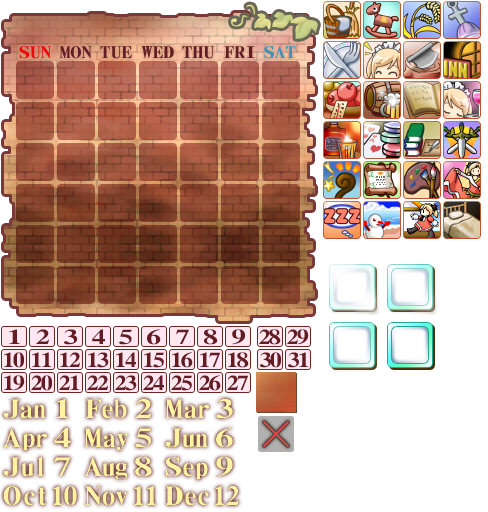 SUN MON TUE WED THU FRI SAT
INN
ZZZ
1 2 3 4 5 6 7 8 9 28 29
10 11 12 13 14 15 16 17 18 30 31
19 20 21 22 23 24 25 26 27
Jan 1 Feb 2 Mar 3
Apr 4 May 5 Jun 6
Jul 7 Aug 8 Sep 9
Oct 10 Nov 11 Dec 12